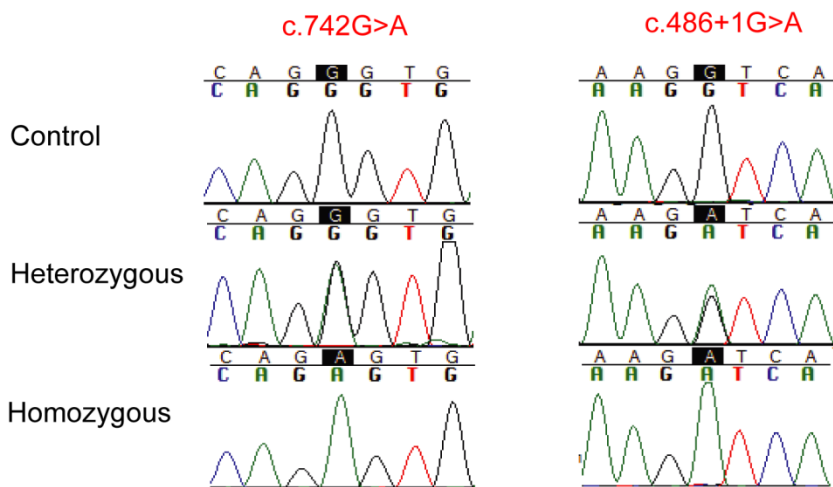 c.742G>A
c.486+1G>A
C A G G G T G
C A G G G T G
A A G G T C A
A A G G T C A
Control
C A G G G T G
C A G G G T G
A A G A T C A
A A G A T C A
Heterozygous
C A G A G T G
C A G A G T G
A A G A T C A
A A G A T C A
Homozygous